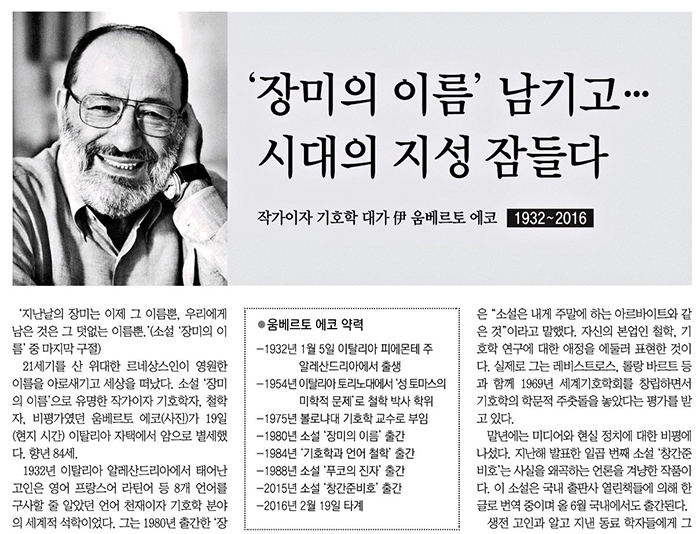 ‘장미의 이름’ 남기고…
시대의 지성 잠들다
작가이자 기호학 대가 伊 움베르토 에코 1932~2016
‘지난날의 장미는 이제 그 이름뿐, 우리에게
남은 것은 그 덧없는 이름뿐.’(소설 ‘장미의 이
름’ 중 마지막 구절)
21세기를 산 위대한 르네상스인이 영원한
이름을 아로새기고 세상을 떠났다. 소설 ‘장미
의 이름’으로 유명한 작가이자 기호학자, 철학
자, 비평가였던 움베르토 에코(사진)가 19일
(현지 시간) 이탈리아 자택에서 암으로 별세했
다. 향년 84세.
1932년 이탈리아 알레산드리아에서 태어난
고인은 영어 프랑스어 라틴어 등 8개 언어를
구사할 줄 알았던 언어 천재이자 기호학 분야
의 세계적 석학이었다. 그는 1980년 출간한 ‘장
●움베르토 에코 약력
–1932년 1월 5일 이탈리아 피에몬테 주
알레산드리아에서 출생
–1954년 이탈리아 토리노대에서 ‘성 토마스의
미학적 문제’로 철학 박사 학위
–1975년 볼로냐대 기호학 교수로 부임
–1980년 소설 ‘장미의 이름’ 출간
–1984년 ‘기호학과 언어 철학’ 출간
–1988년 소설 ‘푸코의 진자’ 출간
–2015년 소설 ‘창간준비호’ 출간
–2016년 2월 19일 타계
은 “소설은 내게 주말에 하는 아르바이트와 같
은 것”이라고 말했다. 자신의 본업인 철학, 기
호학 연구에 대한 애정을 에둘러 표현한 것이
다. 실제로 그는 레비스트로스, 롤랑 바르트 등
과 함께 1969년 세계기호학회를 창립하면서
기호학의 학문적 주춧돌을 놓았다는 평가를 받
고 있다.
말년에는 미디어와 현실 정치에 대한 비평에
나섰다. 지난해 발표한 일곱 번째 소설 ‘창간준
비호’는 사실을 왜곡하는 언론을 겨냥한 작품이
다. 이 소설은 국내 출판사 열린책들에 의해 한
글로 번역 중이며 올 6월 국내에서도 출간된다.
생전 고인과 알고 지낸 동료 학자들에게 그